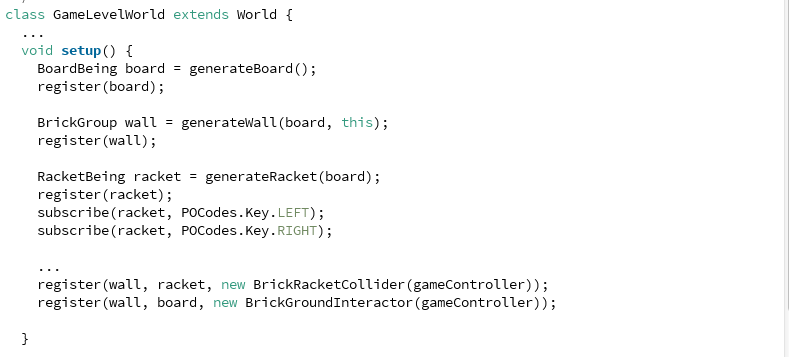 class GameLevelWorld extends World {
...
void setup() {
BoardBeing board = generateBoard();
register(board);
BrickGroup wall = generateWall(board, this);
register(wall);
RacketBeing racket = generateRacket(board);
register(racket);
subscribe(racket, POCodes.Key.LEFT);
subscribe(racket, POCodes.Key.RIGHT);
...
register(wall, racket, new BrickRacketCollider(gameController));
register(wall, board, new BrickGroundInteractor(gameController));
}